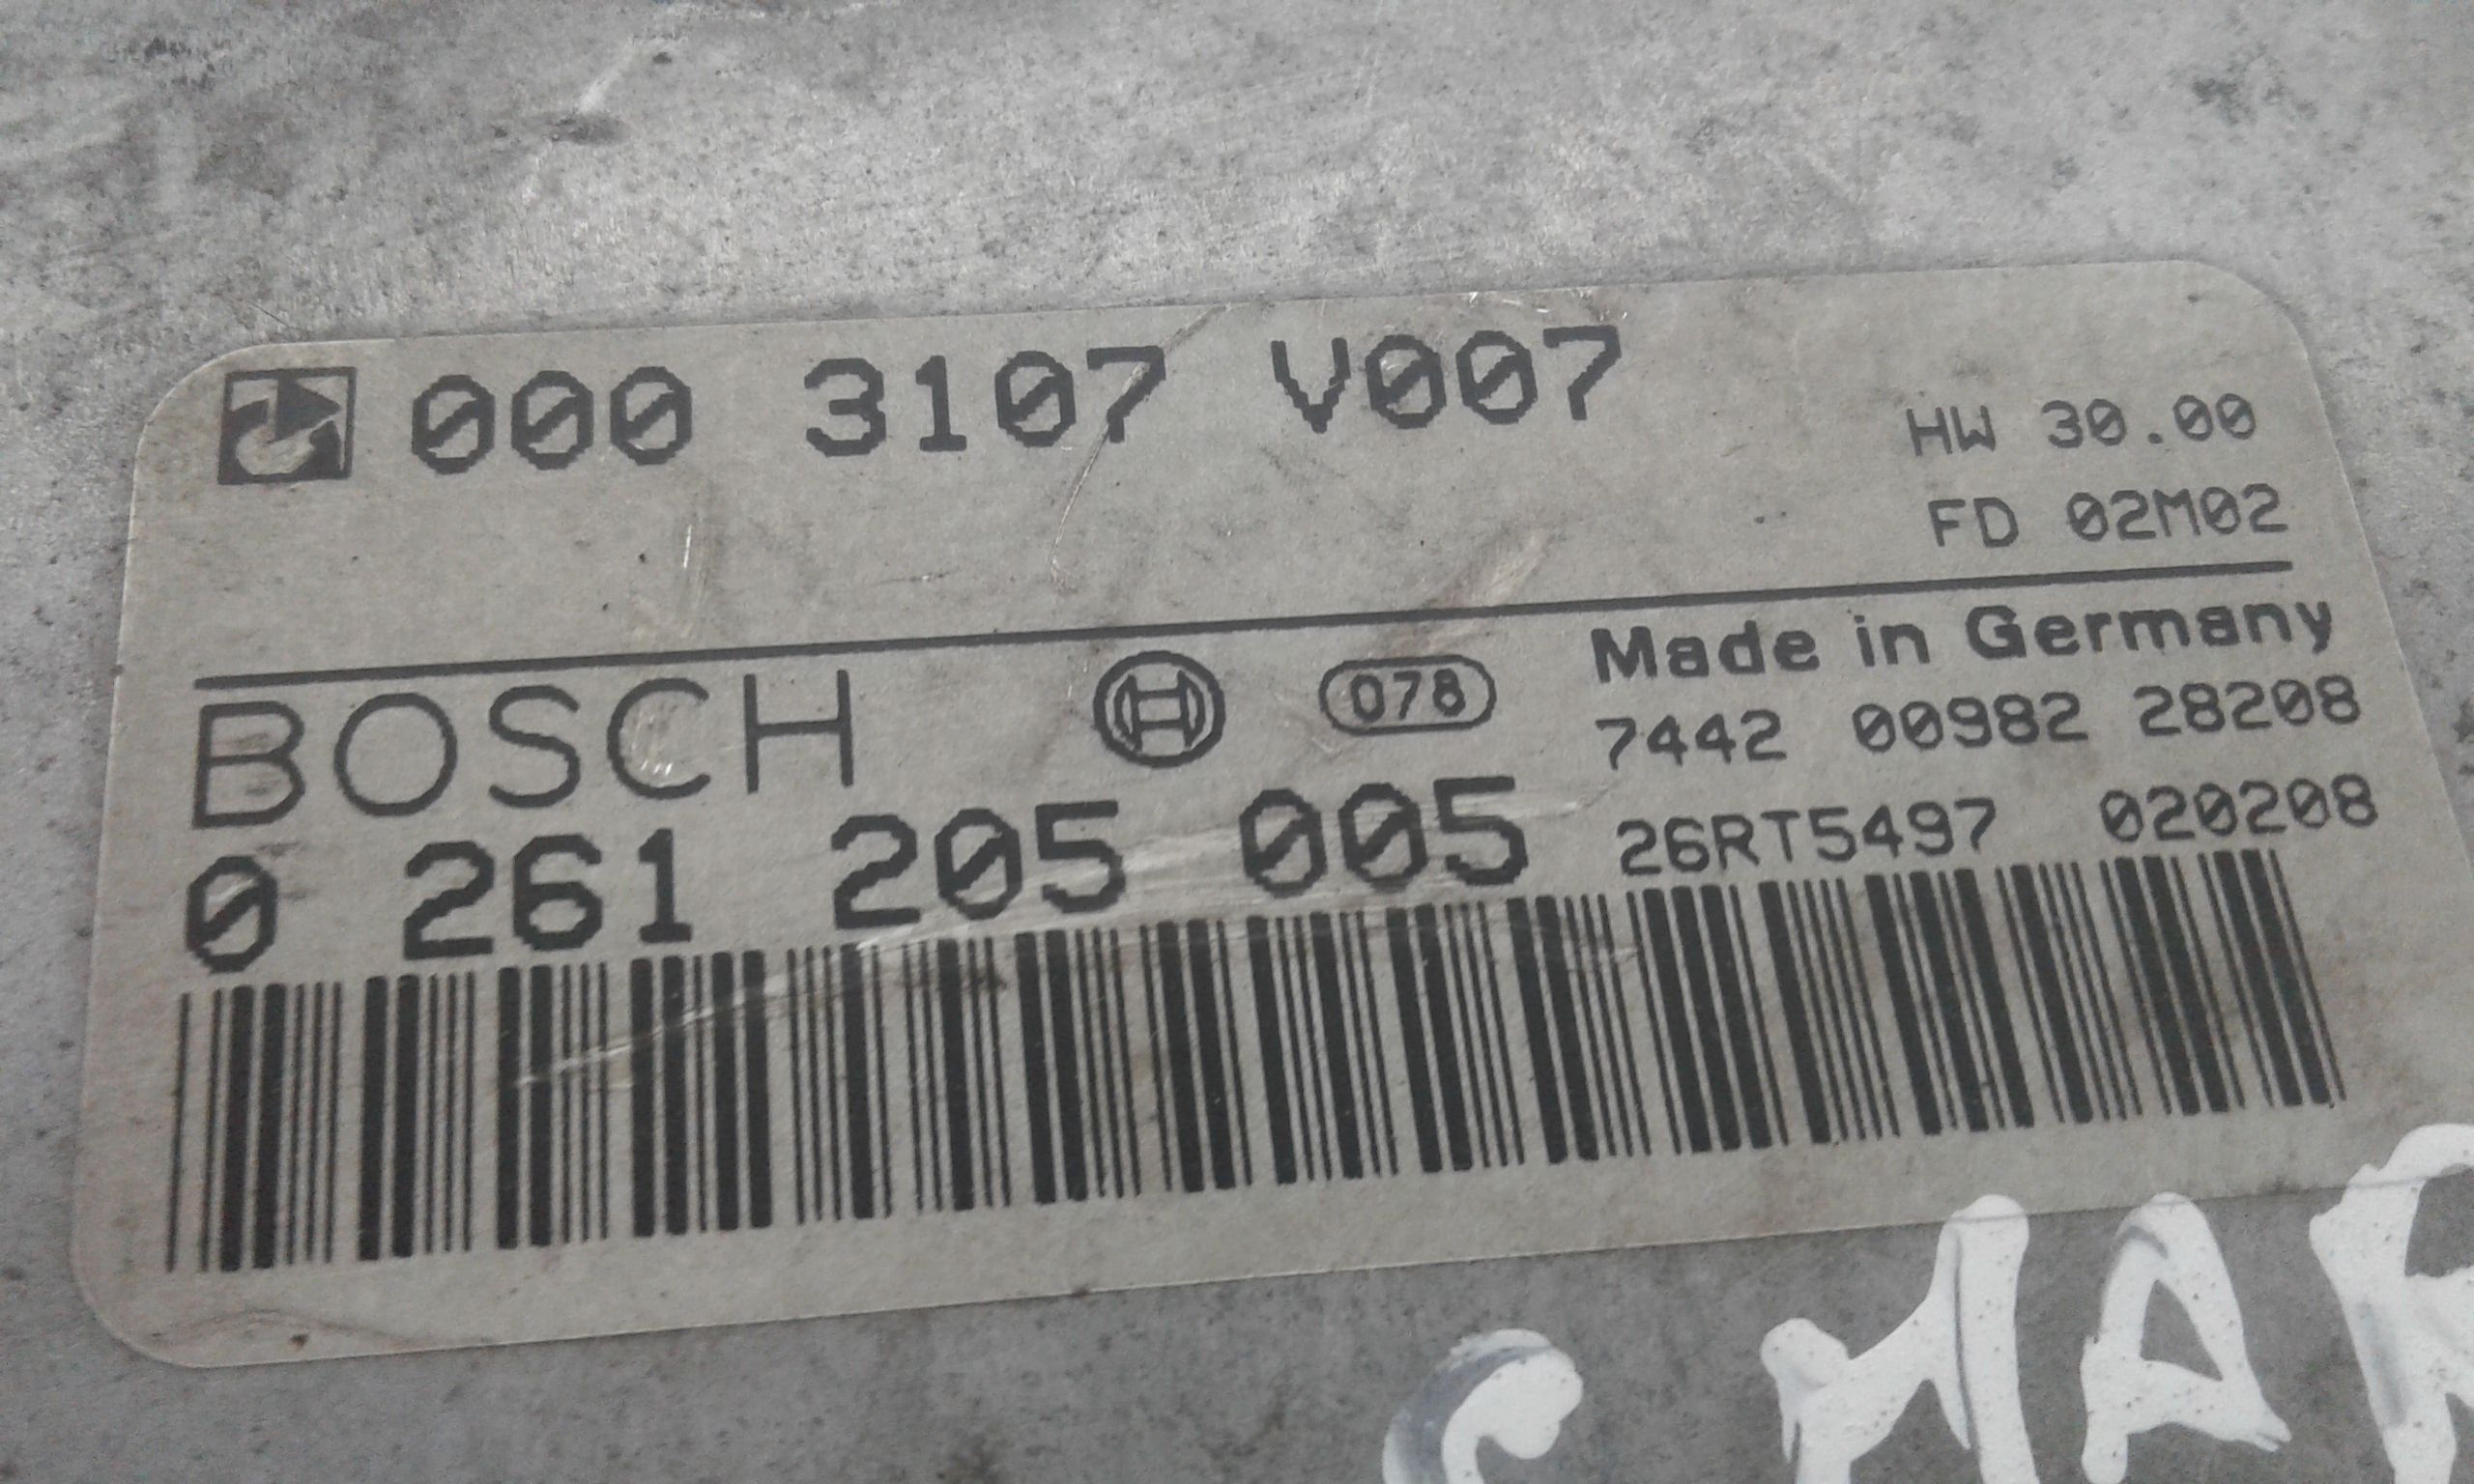 000 3107 V007
HW 30.00
FD 02M02
BOSCH 078 Made in Germany
7442 00982 28208
0 261 205 005 26RT5497 020208
SMAR